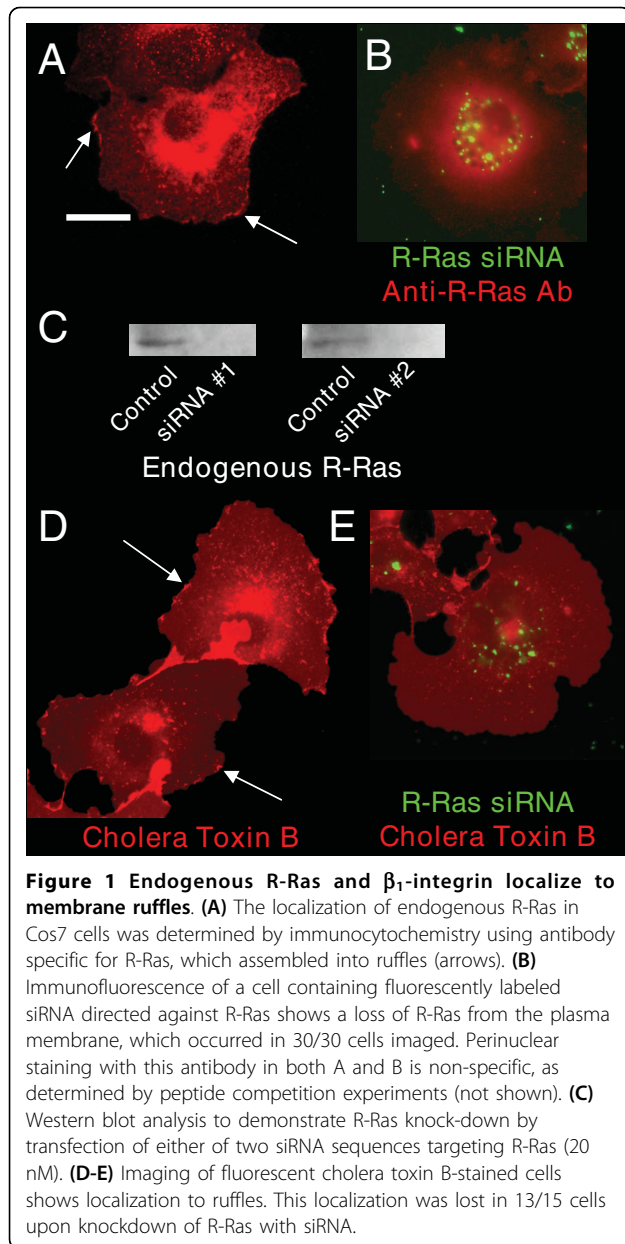 A
B
R-Ras siRNA
Anti-R-Ras Ab
C
Control
siRNA #1
Control
siRNA #2
Endogenous R-Ras
D
E
Cholera Toxin B
R-Ras siRNA
Cholera Toxin B
Figure 1 Endogenous R-Ras and β₁-integrin localize to
membrane ruffles. (A) The localization of endogenous R-Ras in
Cos7 cells was determined by immunocytochemistry using antibody
specific for R-Ras, which assembled into ruffles (arrows). (B)
Immunofluorescence of a cell containing fluorescently labeled
siRNA directed against R-Ras shows a loss of R-Ras from the plasma
membrane, which occurred in 30/30 cells imaged. Perinuclear
staining with this antibody in both A and B is non-specific, as
determined by peptide competition experiments (not shown). (C)
Western blot analysis to demonstrate R-Ras knock-down by
transfection of either of two siRNA sequences targeting R-Ras (20
nM). (D-E) Imaging of fluorescent cholera toxin B-stained cells
shows localization to ruffles. This localization was lost in 13/15 cells
upon knockdown of R-Ras with siRNA.